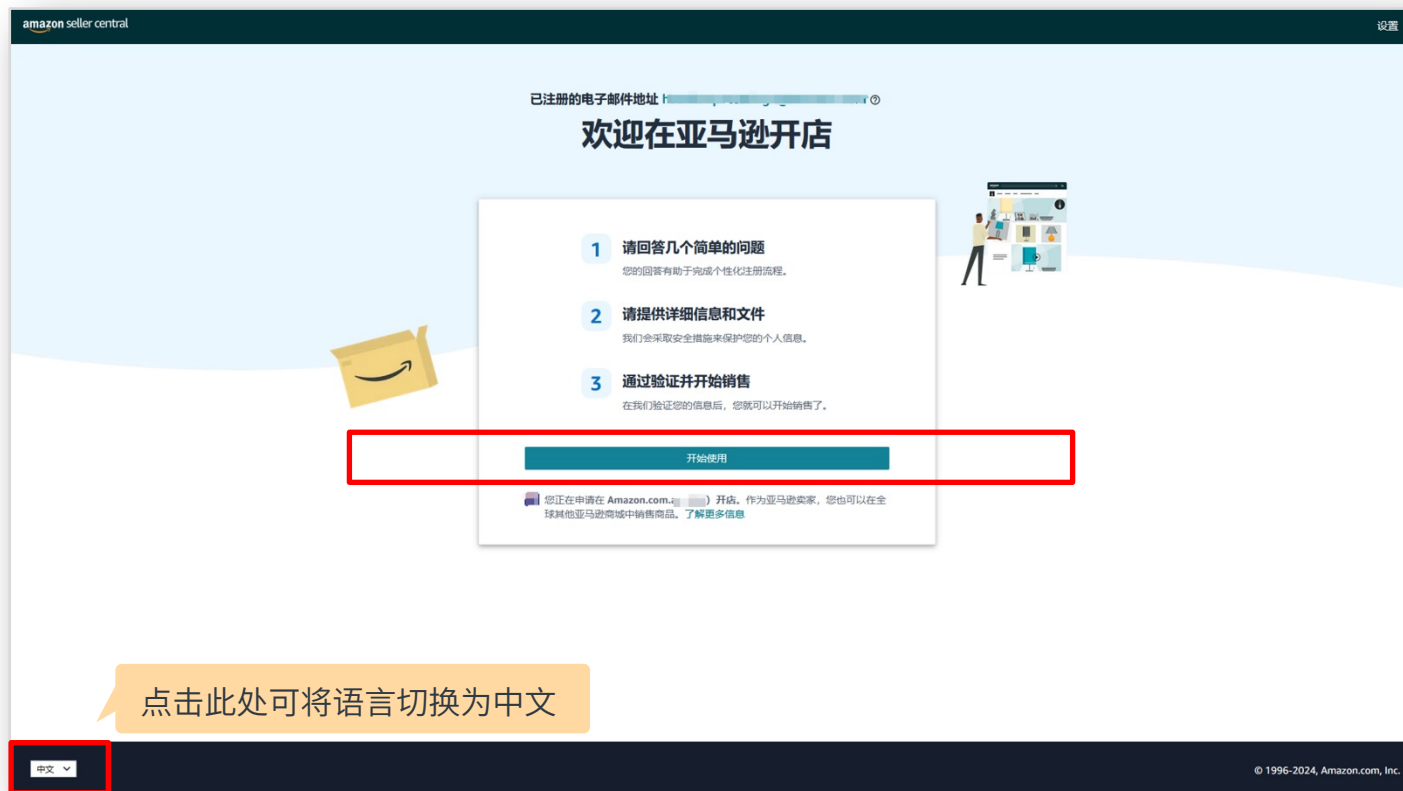 amazon seller central
设置
已注册的电子邮件地址
欢迎在亚马逊开店
1 请回答几个简单的问题
您的回答有助于完成个性化注册流程。
2 请提供详细信息和文件
我们会采取安全措施来保护您的个人信息。
3 通过验证并开始销售
在我们验证您的信息后，您就可以开始销售了。
开始使用
您正在申请在 Amazon.com. ) 开店。作为亚马逊卖家，您也可以在全
球其他亚马逊商城中销售商品。了解更多信息
点击此处可将语言切换为中文
中文
© 1996-2024, Amazon.com, Inc.